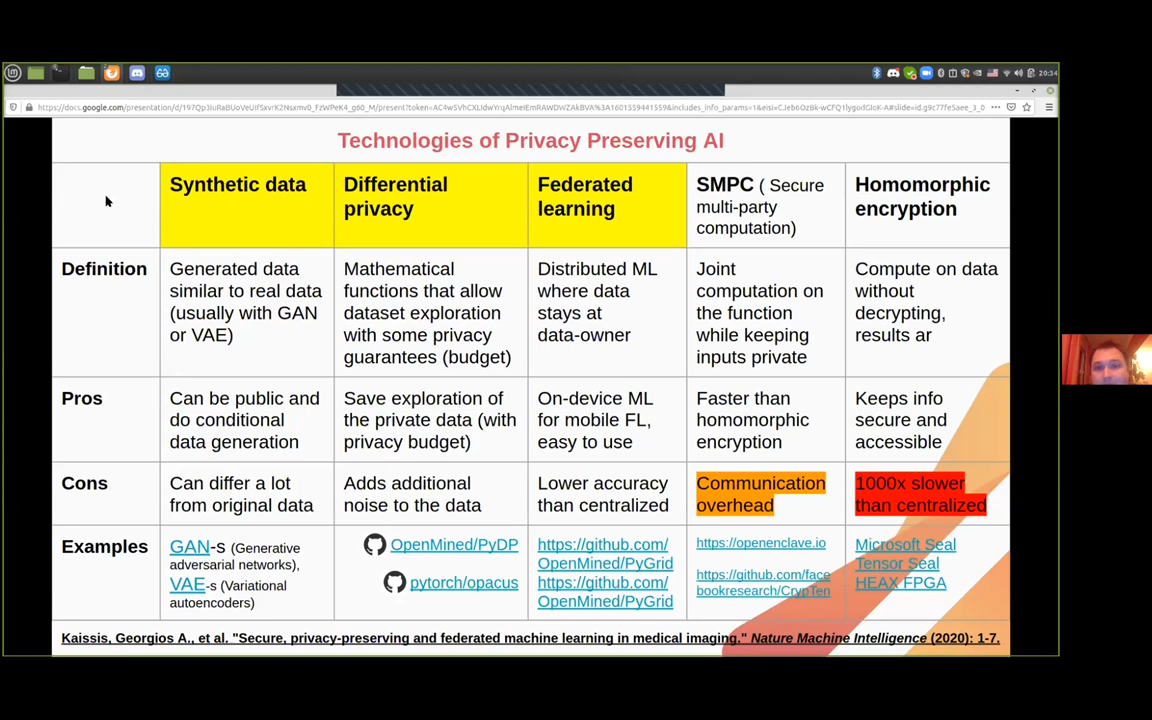 20:34
Technologies of Privacy Preserving AI
Synthetic data
Differential
privacy
Federated
learning
SMPC ( Secure
multi-party
computation)
Homomorphic
encryption
Definition
Generated data
similar to real data
(usually with GAN
or VAE)
Mathematical
functions that allow
dataset exploration
with some privacy
guarantees (budget)
Distributed ML
where data
stays at
data-owner
Joint
computation on
the function
while keeping
inputs private
Compute on data
without
decrypting,
results ar
Pros
Can be public and
do conditional
data generation
Save exploration of
the private data (with
privacy budget)
On-device ML
for mobile FL,
easy to use
Faster than
homomorphic
encryption
Keeps info
secure and
accessible
Cons
Can differ a lot
from original data
Adds additional
noise to the data
Lower accuracy
than centralized
Communication
overhead
1000x slower
than centralized
Examples
GAN-s (Generative
adversarial networks),
VAE-s (Variational
autoencoders)
OpenMined/PyDP
pytorch/opacus
https://github.com/
OpenMined/PyGrid
https://github.com/
OpenMined/PyGrid
https://openenclave.io
https://github.com/face
bookresearch/CrypTen
Microsoft Seal
Tensor Seal
HEAX FPGA
Kaissis, Georgios A., et al. "Secure, privacy-preserving and federated machine learning in medical imaging." Nature Machine Intelligence (2020): 1-7.